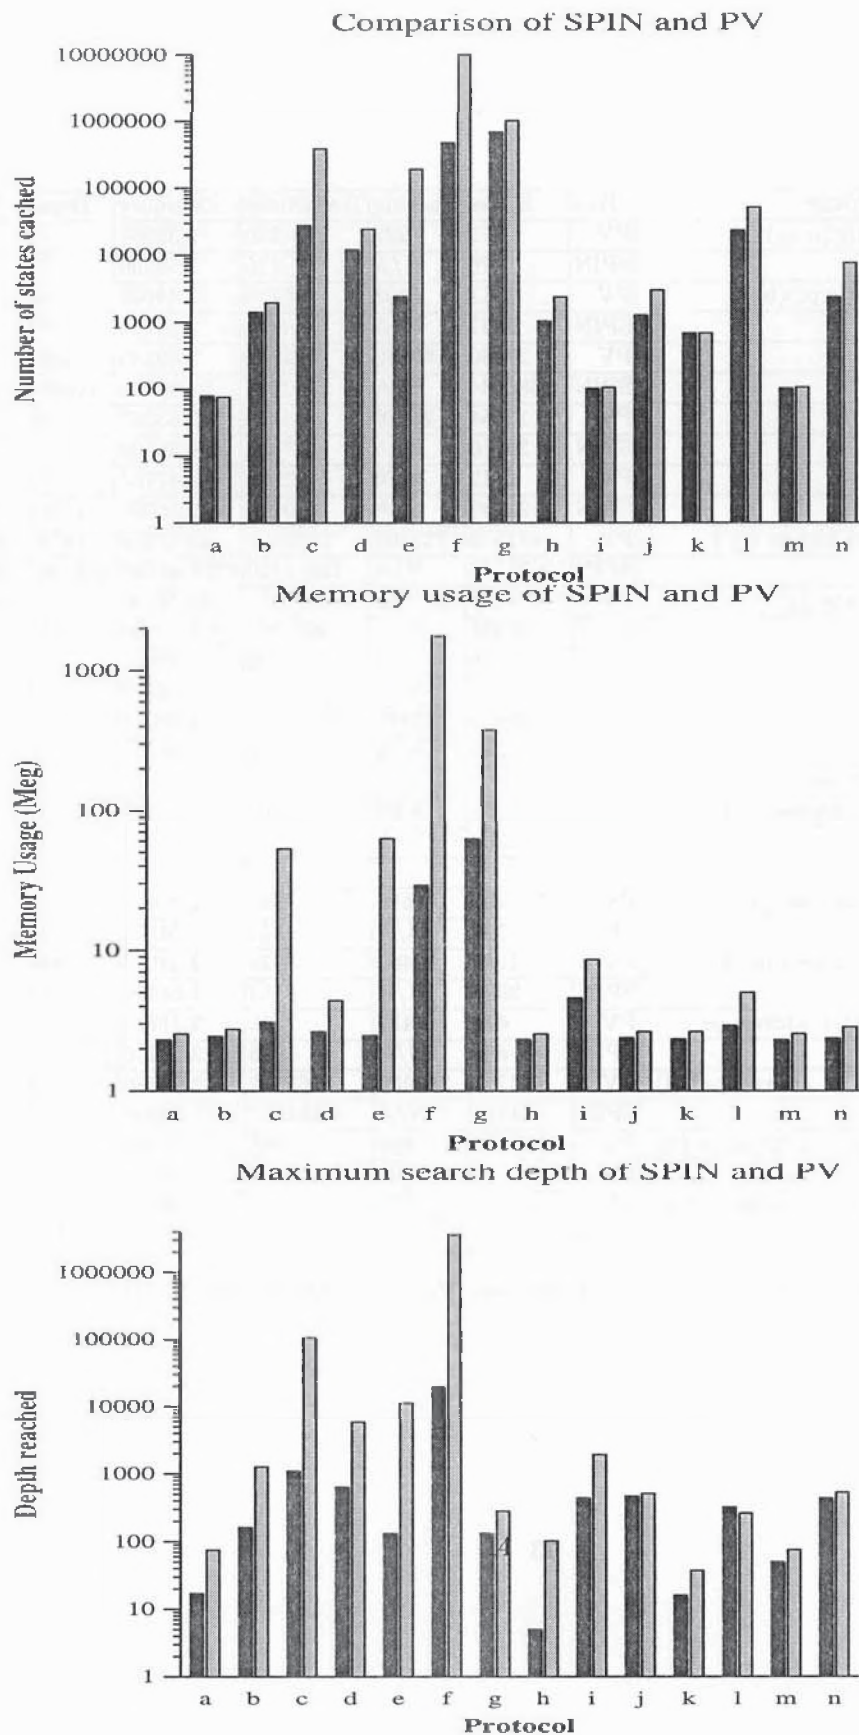 Comparison of SPIN and PV
10000000
1000000
100000
10000
1000
100
10
1
Number of states cached
a b c d e f g h i j k l m n
Protocol
Memory usage of SPIN and PV
1000
100
10
1
Memory Usage (Meg)
a b c d e f g h i j k l m n
Protocol
Maximum search depth of SPIN and PV
1000000
100000
10000
1000
100
10
1
Depth reached
4
a b c d e f g h i j k l m n
Protocol